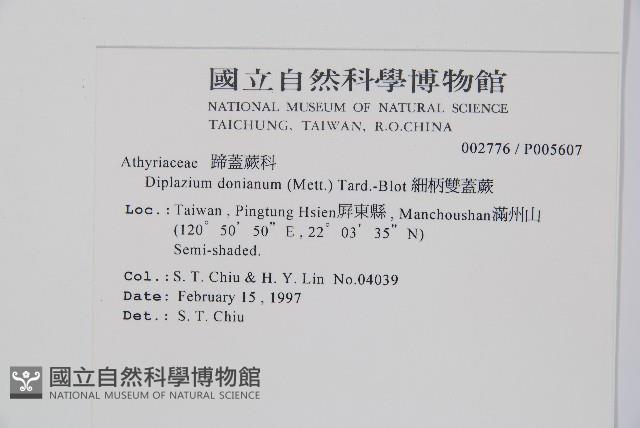 國立自然科學博物館
NATIONAL MUSEUM OF NATURAL SCIENCE
TAICHUNG, TAIWAN, R.O.CHINA
002776 / P005607
Athyriaceae 蹄蓋蕨科
Diplazium donianum (Mett.) Tard.-Blot 細柄雙蓋蕨
Loc.: Taiwan , Pingtung Hsien屏東縣 , Manchoushan滿州山
(120° 50' 50" E , 22° 03' 35" N)
Semi-shaded.
Col.: S. T. Chiu & H. Y. Lin No.04039
Date: February 15 , 1997
Det.: S. T. Chiu
國立自然科學博物館
NATIONAL MUSEUM OF NATURAL SCIENCE